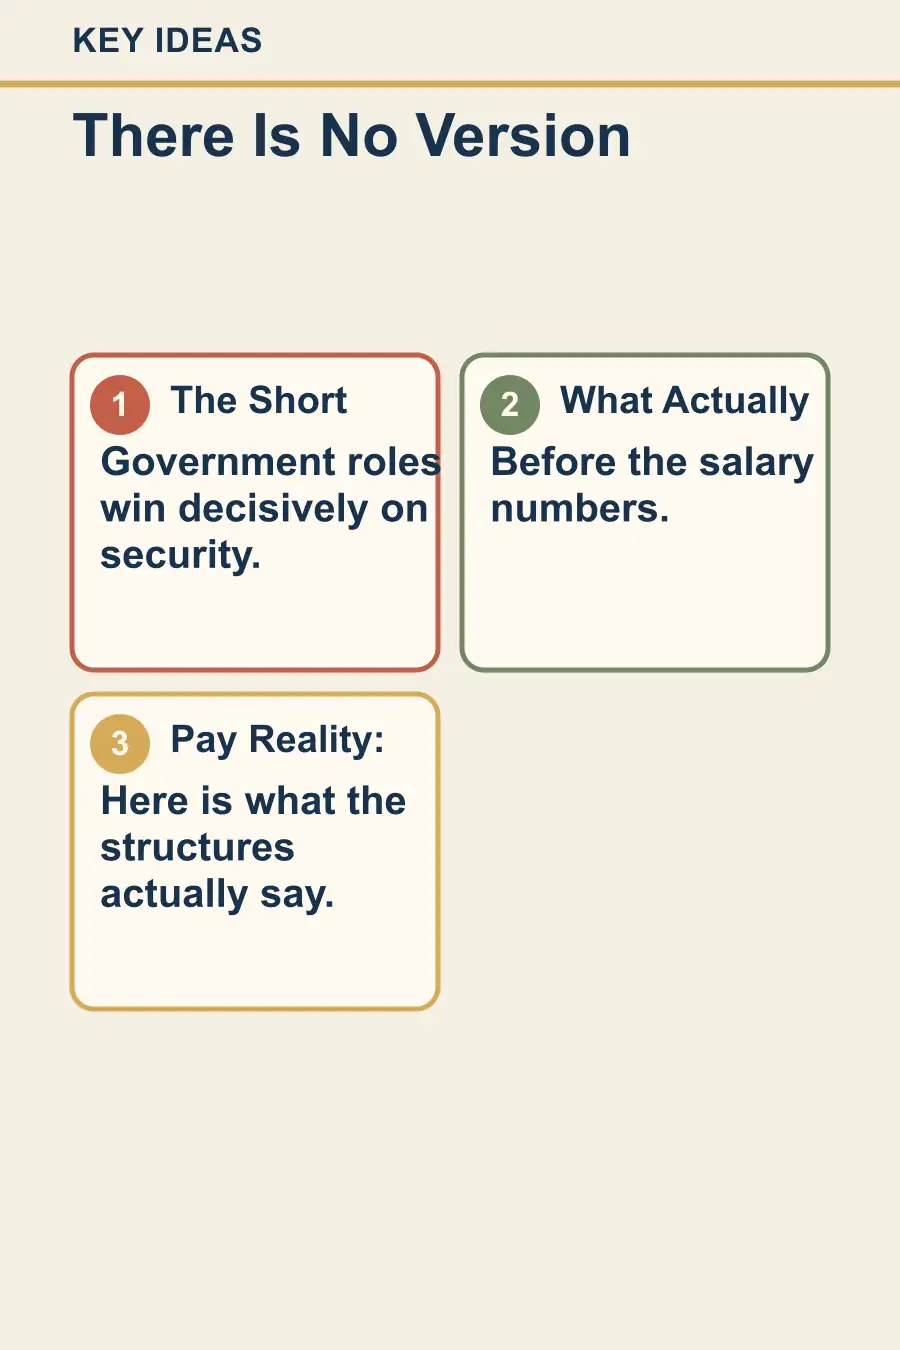 KEY IDEAS
There Is No Version
1
The Short
Government roles
win decisively on
security.
2
What Actually
Before the salary
numbers.
3
Pay Reality:
Here is what the
structures
actually say.